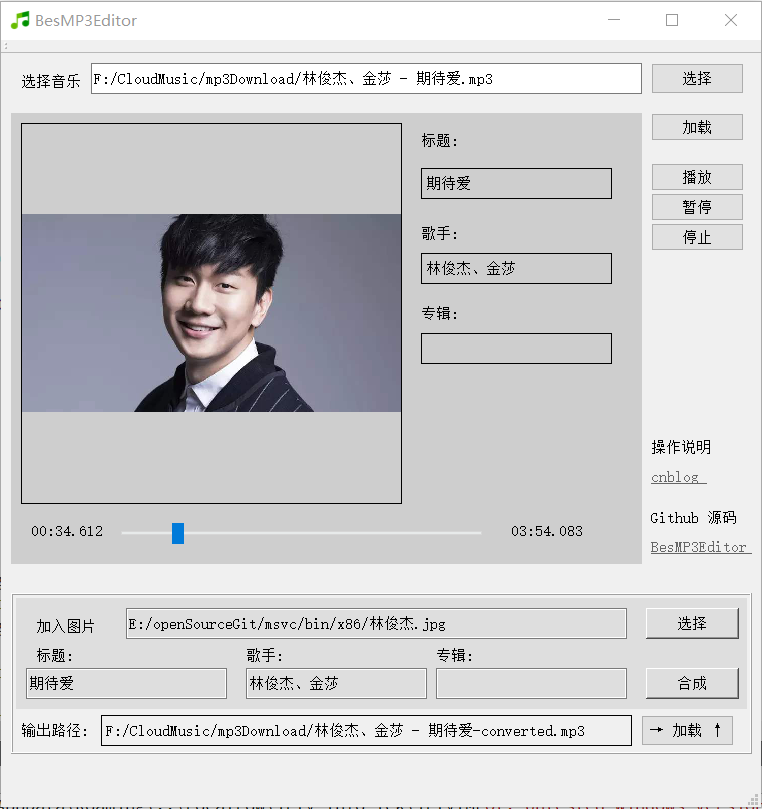 BesMP3Editor
选择音乐 F:/CloudMusic/mp3Download/林俊杰、金莎 - 期待爱.mp3 选择
加载
标题:
播放
期待爱
暂停
歌手:
停止
林俊杰、金莎
专辑:
操作说明
cnblog
Github 源码
00:34.612 03:54.083
BesMP3Editor
加入图片 E:/openSourceGit/msvc/bin/x86/林俊杰.jpg 选择
标题: 歌手: 专辑:
期待爱 林俊杰、金莎 合成
输出路径: F:/CloudMusic/mp3Download/林俊杰、金莎 - 期待爱-converted.mp3 → 加载 ↑